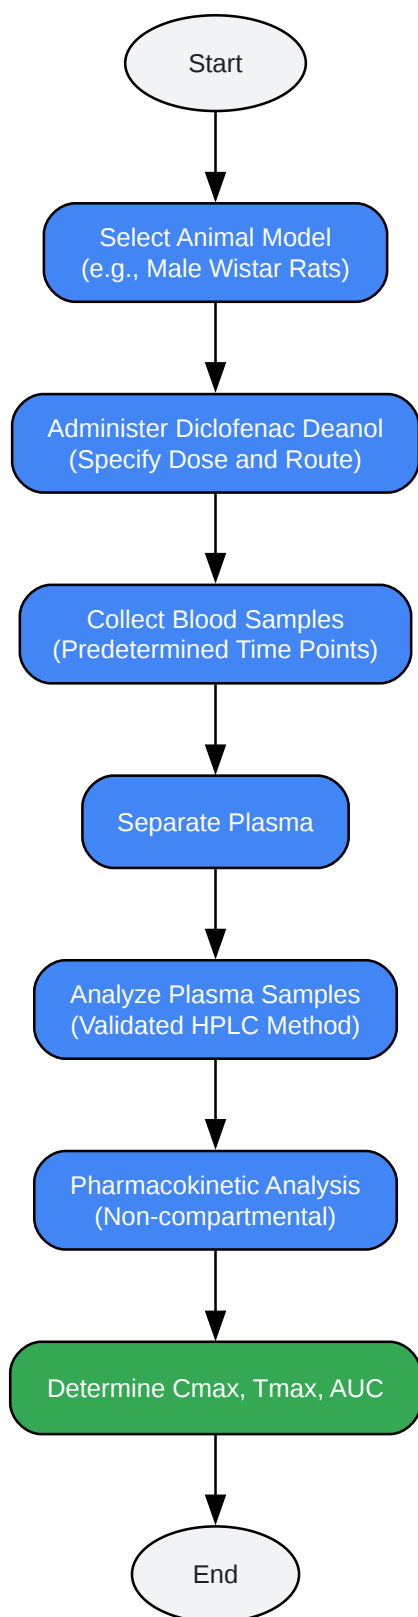 Start
Select Animal Model
(e.g., Male Wistar Rats)
Administer Diclofenac Deanol
(Specify Dose and Route)
Collect Blood Samples
(Predetermined Time Points)
Separate Plasma
Analyze Plasma Samples
(Validated HPLC Method)
Pharmacokinetic Analysis
(Non-compartmental)
Determine Cmax, Tmax, AUC
End